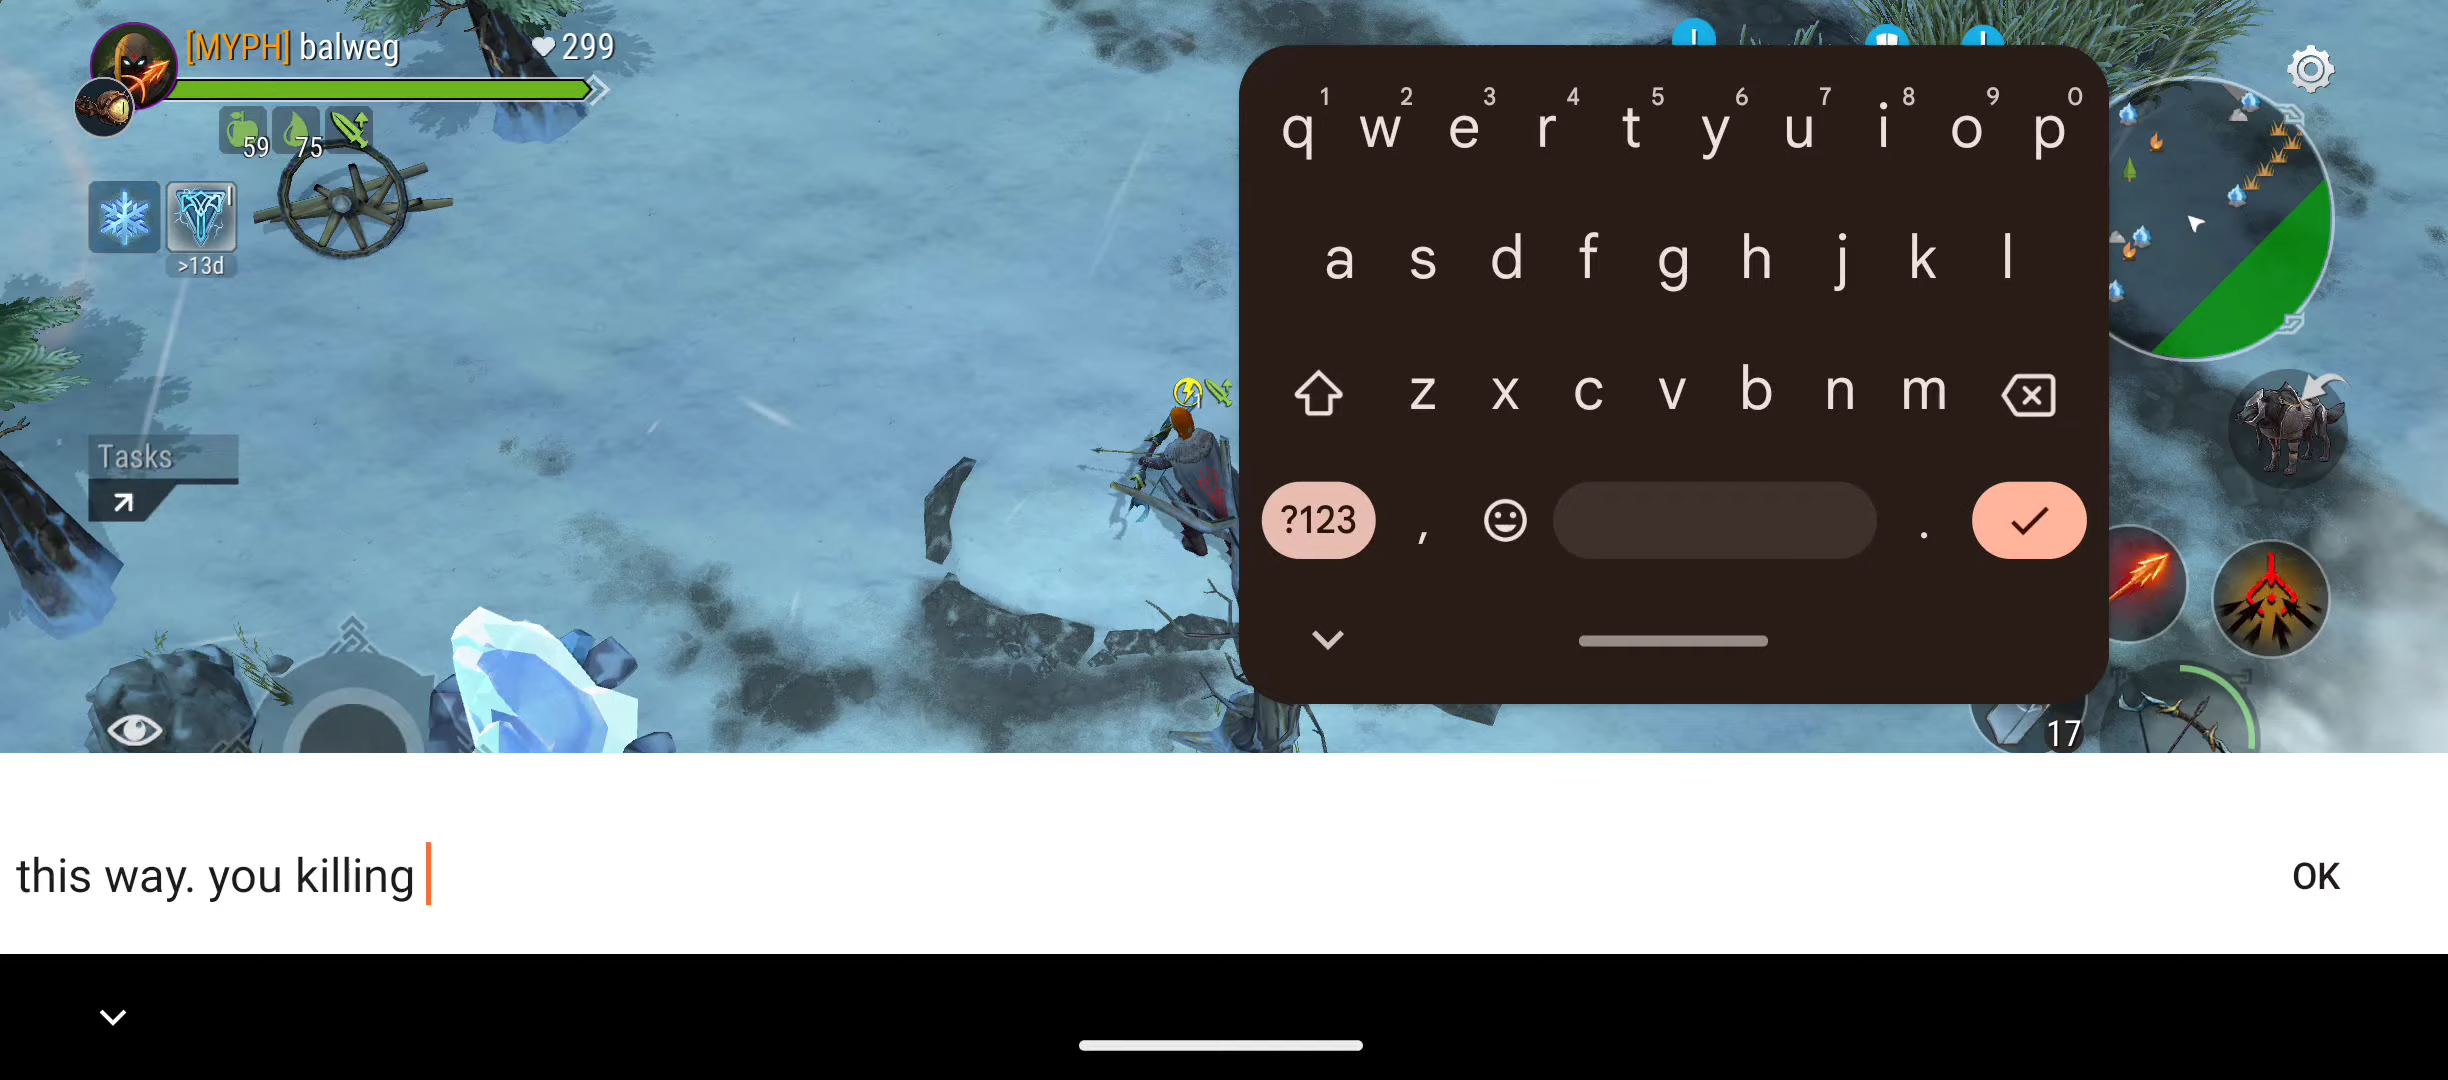 [MYPH] balweg 299
59 75
>13d
Tasks
1 2 3 4 5 6 7 8 9 0
q w e r t y u i o p
a s d f g h j k l
z x c v b n m
?123 , .
1
17
this way. you killing
OK